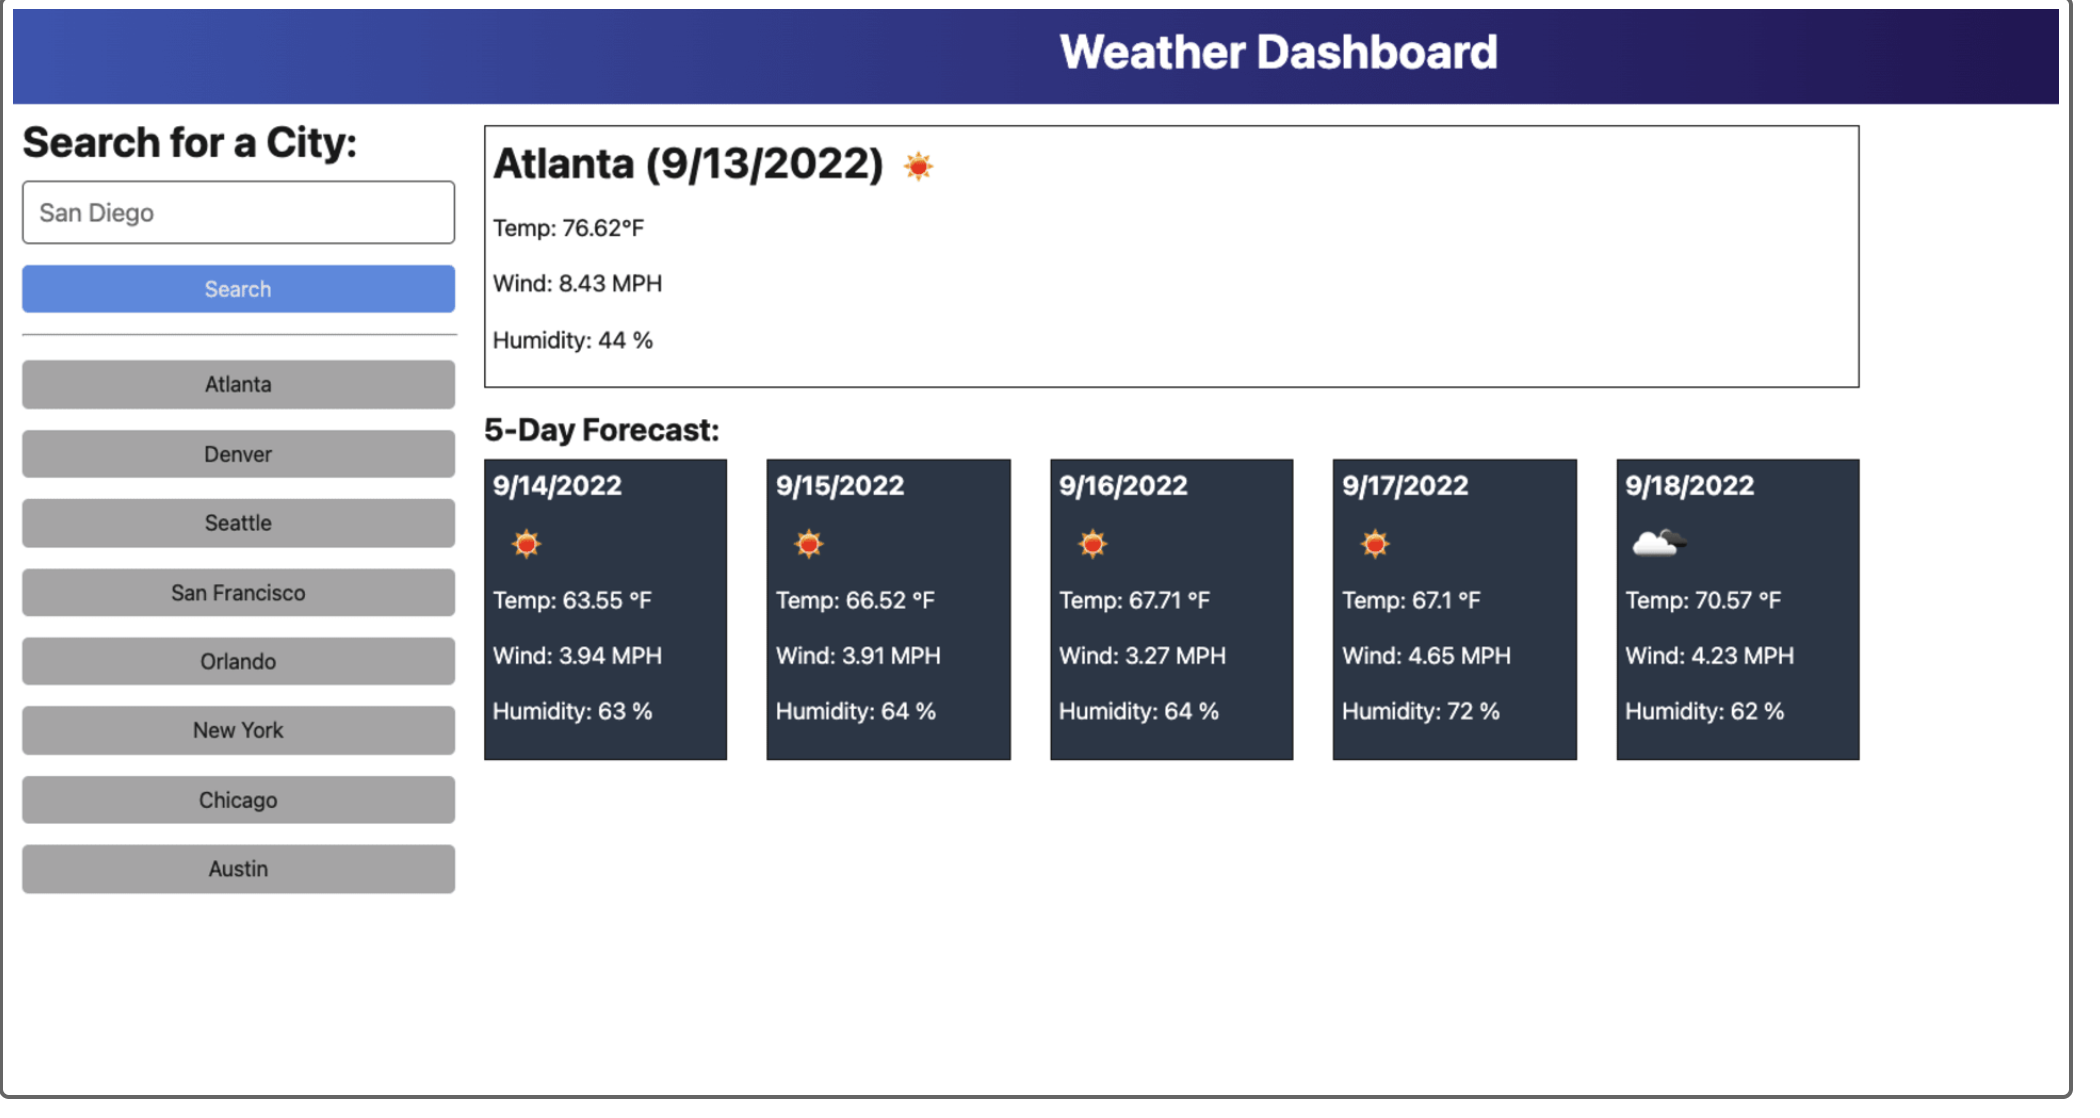 Weather Dashboard
Search for a City:
San Diego
Search
Atlanta
Denver
Seattle
San Francisco
Orlando
New York
Chicago
Austin
Atlanta (9/13/2022)
Temp: 76.62°F
Wind: 8.43 MPH
Humidity: 44 %
5-Day Forecast:
9/14/2022
Temp: 63.55 °F
Wind: 3.94 MPH
Humidity: 63 %
9/15/2022
Temp: 66.52 °F
Wind: 3.91 MPH
Humidity: 64 %
9/16/2022
Temp: 67.71 °F
Wind: 3.27 MPH
Humidity: 64 %
9/17/2022
Temp: 67.1 °F
Wind: 4.65 MPH
Humidity: 72 %
9/18/2022
Temp: 70.57 °F
Wind: 4.23 MPH
Humidity: 62 %